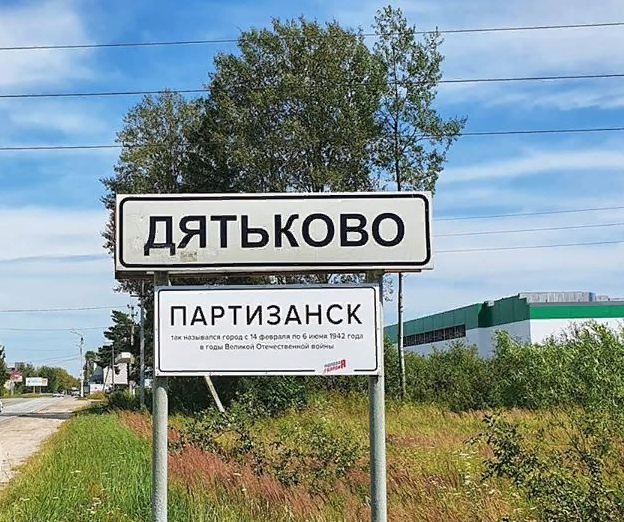 ДЯТЬКОВО
ПАРТИЗАНСК
так назывался город с 14 февраля по 6 июня 1942 года
в годы Великой Отечественной войны